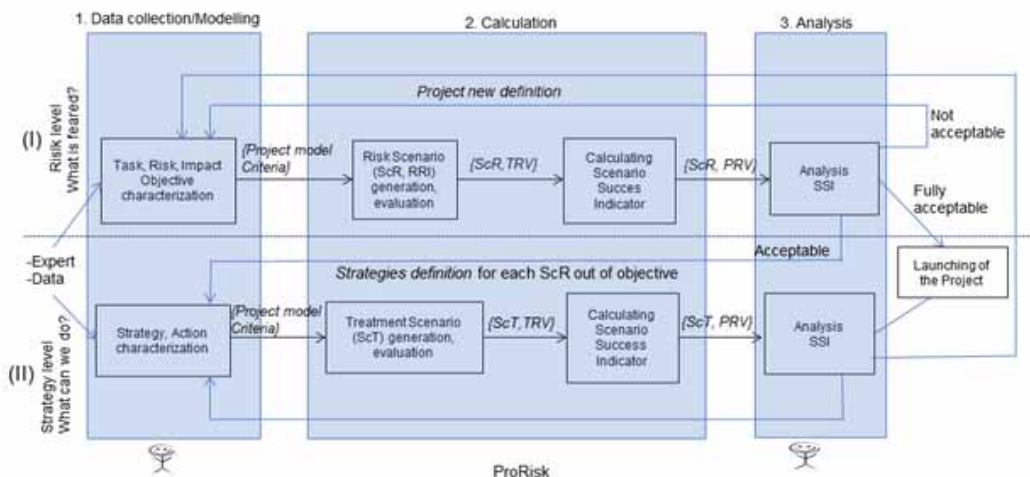 1. Data collection/Modelling
2. Calculation
3. Analysis
Project new definition
Not
acceptable
(I)
Risik level
What is feared?
Task, Risk, Impact
Objective
characterization
{Project model
Criteria}
Risk Scenario
(ScR, RRI)
generation,
evaluation
{ScR, TRV}
Calculating
Scenario
Succes
Indicator
{ScR, PRV}
Analysis
SSI
Fully
acceptable
-Expert
-Data
Acceptable
Strategies definition for each ScR out of objective
Launching of
the Project
(II)
Strategy level
What can we do?
Strategy, Action
characterization
{Project model
Criteria}
Treatment Scenario
(ScT) generation,
evaluation
{ScT, TRV}
Calculating
Scenario
Success
Indicator
{ScT, PRV}
Analysis
SSI
ProRisk